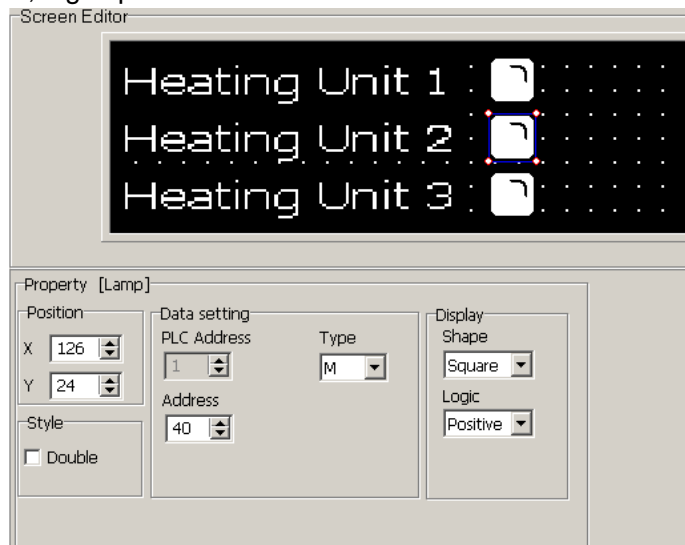 Screen Editor
Heating Unit 1
Heating Unit 2
Heating Unit 3
Property [Lamp]
Position
X 126
Y 24
Style
Double
Data setting
PLC Address
1
Type
M
Address
40
Display
Shape
Square
Logic
Positive